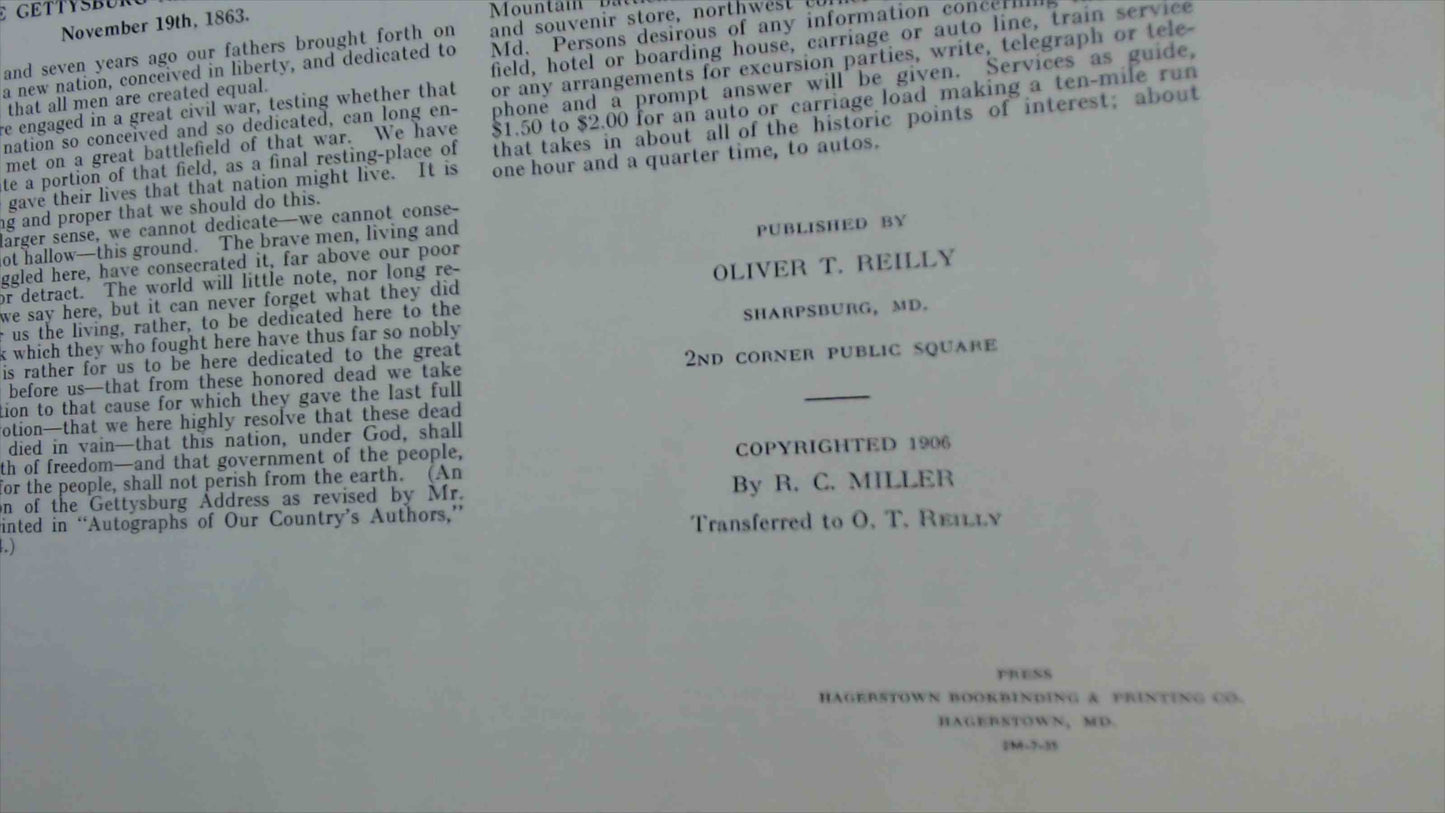 E GETTYSBURG
November 19th, 1863.
and seven years ago our fathers brought forth on
a new nation, conceived in liberty, and dedicated to
that all men are created equal.
re engaged in a great civil war, testing whether that
nation so conceived and so dedicated, can long en-
met on a great battlefield of that war. We have
te a portion of that field, as a final resting-place of
gave their lives that that nation might live. It is
ng and proper that we should do this.
larger sense, we cannot dedicate—we cannot conse-
ot hallow—this ground. The brave men, living and
ggled here, have consecrated it, far above our poor
or detract. The world will little note, nor long re-
we say here, but it can never forget what they did
r us the living, rather, to be dedicated here to the
k which they who fought here have thus far so nobly
is rather for us to be here dedicated to the great
before us—that from these honored dead we take
tion to that cause for which they gave the last full
otion—that we here highly resolve that these dead
died in vain—that this nation, under God, shall
th of freedom—and that government of the people,
for the people, shall not perish from the earth. (An
on of the Gettysburg Address as revised by Mr.
inted in "Autographs of Our Country's Authors,"
.)
Mountain
and souvenir store, northwest
Md. Persons desirous of any information concerning
field, hotel or boarding house, carriage or auto line, train service
or any arrangements for excursion parties, write, telegraph or tele-
phone and a prompt answer will be given. Services as guide,
$1.50 to $2.00 for an auto or carriage load making a ten-mile run
that takes in about all of the historic points of interest; about
one hour and a quarter time, to autos.
PUBLISHED BY
OLIVER T. REILLY
SHARPSBURG, MD.
2ND CORNER PUBLIC SQUARE
COPYRIGHTED 1906
By R. C. MILLER
Transferred to O. T. REILLY
PRESS
HAGERSTOWN BOOKBINDING & PRINTING CO.
HAGERSTOWN, MD.